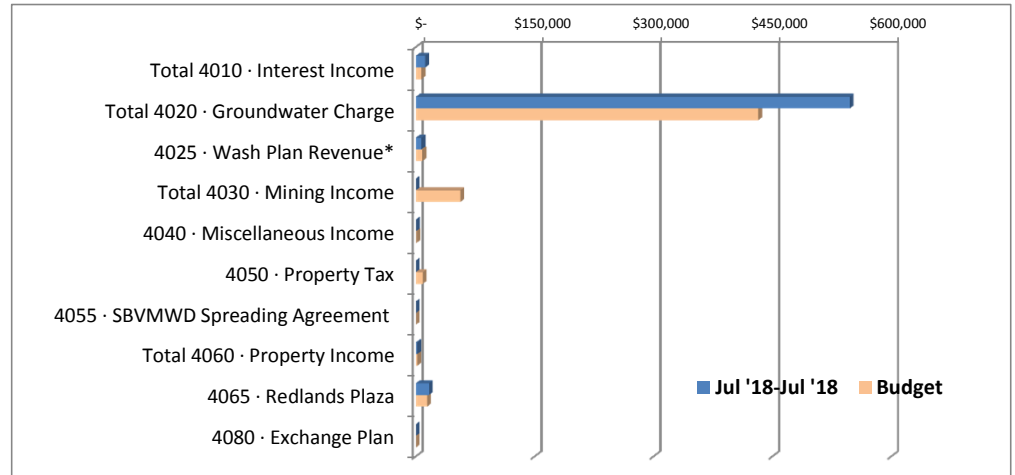 $- $150,000 $300,000 $450,000 $600,000
Total 4010 · Interest Income
Total 4020 · Groundwater Charge
4025 · Wash Plan Revenue*
Total 4030 · Mining Income
4040 · Miscellaneous Income
4050 · Property Tax
4055 · SBVMWD Spreading Agreement
Total 4060 · Property Income
4065 · Redlands Plaza
Jul '18-Jul '18 Budget
4080 · Exchange Plan